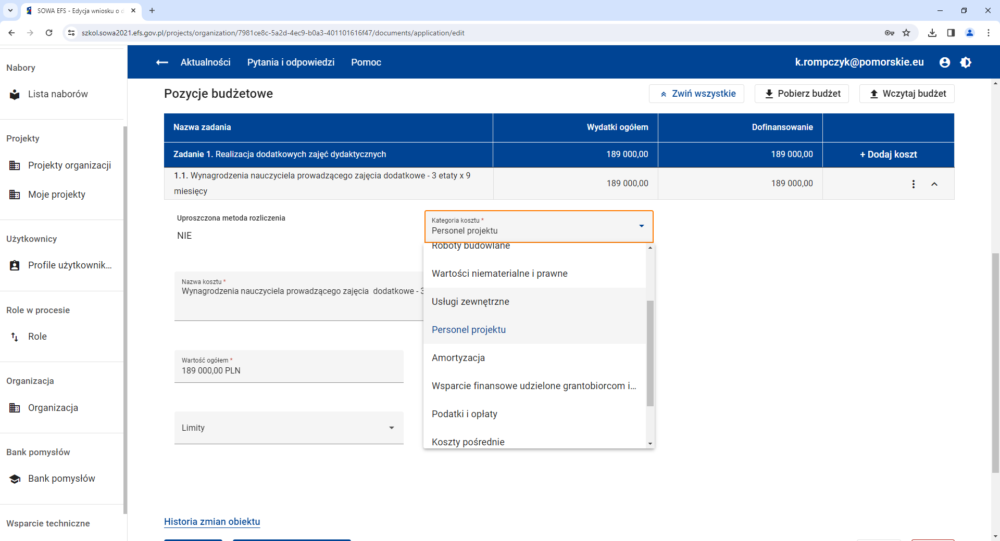 SOWA EFS - Edycja wniosku o d
szkol.sowa2021.efs.gov.pl/projects/organization/7981ce8c-5a2d-4ec9-b0a3-401101616f47/documents/application/edit
Aktualności Pytania i odpowiedzi Pomoc k.rompczyk@pomorskie.eu
Nabory
Lista naborów
Projekty
Projekty organizacji
Moje projekty
Użytkownicy
Profile użytkownik...
Role w procesie
Role
Organizacja
Organizacja
Bank pomysłów
Bank pomysłów
Wsparcie techniczne
Pozycje budżetowe Zwiń wszystkie Pobierz budżet Wczytaj budżet
Nazwa zadania Wydatki ogółem Dofinansowanie
Zadanie 1. Realizacja dodatkowych zajęć dydaktycznych 189 000,00 189 000,00 + Dodaj koszt
1.1. Wynagrodzenia nauczyciela prowadzącego zajęcia dodatkowe - 3 etaty x 9
miesięcy
189 000,00 189 000,00
Uproszczona metoda rozliczenia
NIE
Kategoria kosztu *
Personel projektu
Roboty budowlane
Wartości niematerialne i prawne
Usługi zewnętrzne
Personel projektu
Amortyzacja
Wsparcie finansowe udzielone grantobiorcom i...
Podatki i opłaty
Koszty pośrednie
Nazwa kosztu *
Wynagrodzenia nauczyciela prowadzącego zajęcia  dodatkowe - 3
Wartość ogółem *
189 000,00 PLN
Limity
Historia zmian obiektu